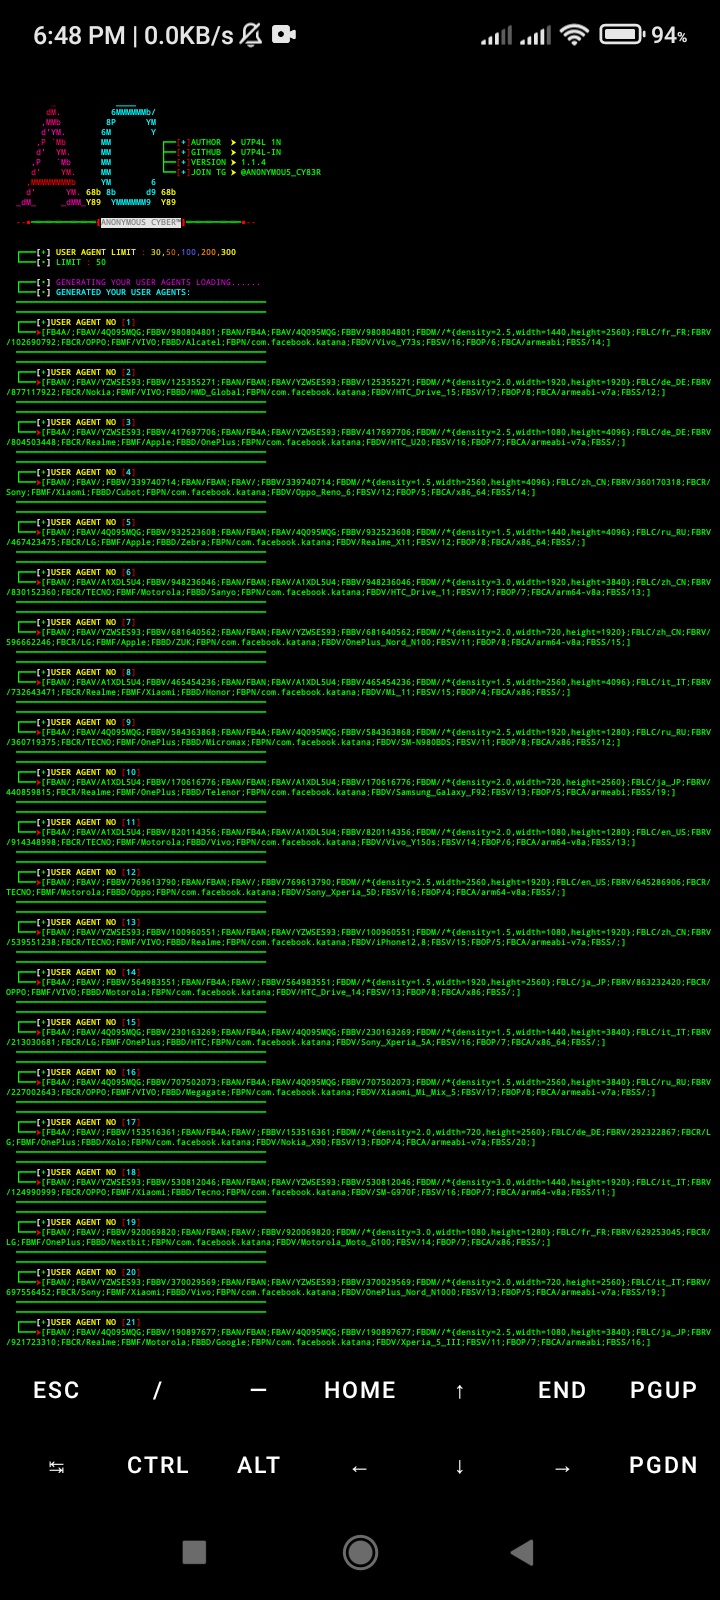 6:48 PM | 0.0KB/s 94%
[+]AUTHOR ➤ U7P4L 1N
[+]GITHUB ➤ U7P4L-IN
[+]VERSION ➤ 1.1.4
[+]JOIN TG ➤ @ANONYMOUS_CY83R
ANONYMOUS CYBER™
[+] USER AGENT LIMIT : 30,50,100,200,300
[+] LIMIT : 50
[+] GENERATING YOUR USER AGENTS LOADING......
[+] GENERATED YOUR USER AGENTS:
[+]USER AGENT NO [1]
[FB4A/;FBAV/4Q095MQG;FBBV/980804801;FBAN/FB4A;FBAV/4Q095MQG;FBBV/980804801;FBDM//*{density=2.5,width=1440,height=2560};FBLC/fr_FR;FBRV
/102690792;FBCR/OPPO;FBMF/VIVO;FBBD/Alcatel;FBPN/com.facebook.katana;FBDV/Vivo_Y73s;FBSV/16;FBOP/6;FBCA/armeabi;FBSS/14;]
[+]USER AGENT NO [2]
[FBAN/;FBAV/YZWSES93;FBBV/125355271;FBAN/FBAN;FBAV/YZWSES93;FBBV/125355271;FBDM//*{density=2.0,width=1920,height=1920};FBLC/de_DE;FBRV
/877117922;FBCR/Nokia;FBMF/VIVO;FBBD/HMD_Global;FBPN/com.facebook.katana;FBDV/HTC_Drive_15;FBSV/17;FBOP/8;FBCA/armeabi-v7a;FBSS/12;]
[+]USER AGENT NO [3]
[FB4A/;FBAV/YZWSES93;FBBV/417697706;FBAN/FB4A;FBAV/YZWSES93;FBBV/417697706;FBDM//*{density=2.5,width=1080,height=4096};FBLC/de_DE;FBRV
/804503448;FBCR/Realme;FBMF/Apple;FBBD/OnePlus;FBPN/com.facebook.katana;FBDV/HTC_U20;FBSV/16;FBOP/7;FBCA/armeabi-v7a;FBSS/;]
[+]USER AGENT NO [4]
[FBAN/;FBAV/;FBBV/339740714;FBAN/FBAN;FBAV/;FBBV/339740714;FBDM//*{density=1.5,width=2560,height=4096};FBLC/zh_CN;FBRV/360170318;FBCR/
Sony;FBMF/Xiaomi;FBBD/Cubot;FBPN/com.facebook.katana;FBDV/Oppo_Reno_6;FBSV/12;FBOP/5;FBCA/x86_64;FBSS/14;]
[+]USER AGENT NO [5]
[FBAN/;FBAV/4Q095MQG;FBBV/932523608;FBAN/FBAN;FBAV/4Q095MQG;FBBV/932523608;FBDM//*{density=1.5,width=1440,height=4096};FBLC/ru_RU;FBRV
/467423475;FBCR/LG;FBMF/Apple;FBBD/Zebra;FBPN/com.facebook.katana;FBDV/Realme_X11;FBSV/12;FBOP/8;FBCA/x86_64;FBSS/;]
[+]USER AGENT NO [6]
[FBAN/;FBAV/A1XDL5U4;FBBV/948236046;FBAN/FBAN;FBAV/A1XDL5U4;FBBV/948236046;FBDM//*{density=3.0,width=1920,height=3840};FBLC/zh_CN;FBRV
/830152360;FBCR/TECNO;FBMF/Motorola;FBBD/Sanyo;FBPN/com.facebook.katana;FBDV/HTC_Drive_11;FBSV/17;FBOP/7;FBCA/arm64-v8a;FBSS/13;]
[+]USER AGENT NO [7]
[FBAN/;FBAV/YZWSES93;FBBV/681640562;FBAN/FB4A;FBAV/YZWSES93;FBBV/681640562;FBDM//*{density=2.0,width=720,height=1920};FBLC/zh_CN;FBRV/
596662246;FBCR/LG;FBMF/Apple;FBBD/ZUK;FBPN/com.facebook.katana;FBDV/OnePlus_Nord_N100;FBSV/11;FBOP/8;FBCA/arm64-v8a;FBSS/15;]
[+]USER AGENT NO [8]
[FBAN/;FBAV/A1XDL5U4;FBBV/465454236;FBAN/FBAN;FBAV/A1XDL5U4;FBBV/465454236;FBDM//*{density=2.5,width=2560,height=4096};FBLC/it_IT;FBRV
/732643471;FBCR/Realme;FBMF/Xiaomi;FBBD/Honor;FBPN/com.facebook.katana;FBDV/Mi_11;FBSV/15;FBOP/4;FBCA/x86;FBSS/;]
[+]USER AGENT NO [9]
[FB4A/;FBAV/4Q095MQG;FBBV/584363868;FBAN/FB4A;FBAV/4Q095MQG;FBBV/584363868;FBDM//*{density=2.5,width=1920,height=1280};FBLC/ru_RU;FBRV
/360719375;FBCR/TECNO;FBMF/OnePlus;FBBD/Micromax;FBPN/com.facebook.katana;FBDV/SM-N980BDS;FBSV/11;FBOP/8;FBCA/x86;FBSS/12;]
[+]USER AGENT NO [10]
[FBAN/;FBAV/A1XDL5U4;FBBV/170616776;FBAN/FBAN;FBAV/A1XDL5U4;FBBV/170616776;FBDM//*{density=2.0,width=720,height=2560};FBLC/ja_JP;FBRV/
440859815;FBCR/Realme;FBMF/OnePlus;FBBD/Telenor;FBPN/com.facebook.katana;FBDV/Samsung_Galaxy_F92;FBSV/13;FBOP/5;FBCA/armeabi;FBSS/19;]
[+]USER AGENT NO [11]
[FB4A/;FBAV/A1XDL5U4;FBBV/820114356;FBAN/FB4A;FBAV/A1XDL5U4;FBBV/820114356;FBDM//*{density=2.0,width=1080,height=1280};FBLC/en_US;FBRV
/914348998;FBCR/TECNO;FBMF/Motorola;FBBD/Vivo;FBPN/com.facebook.katana;FBDV/Vivo_Y150s;FBSV/14;FBOP/6;FBCA/arm64-v8a;FBSS/13;]
[+]USER AGENT NO [12]
[FB4A/;FBAV/;FBBV/769613790;FBAN/FBAN;FBAV/;FBBV/769613790;FBDM//*{density=2.5,width=2560,height=1920};FBLC/en_US;FBRV/645286906;FBCR/
TECNO;FBMF/Motorola;FBBD/Oppo;FBPN/com.facebook.katana;FBDV/Sony_Xperia_5D;FBSV/16;FBOP/4;FBCA/arm64-v8a;FBSS/;]
[+]USER AGENT NO [13]
[FBAN/;FBAV/YZWSES93;FBBV/100960551;FBAN/FBAN;FBAV/YZWSES93;FBBV/100960551;FBDM//*{density=1.5,width=1080,height=1920};FBLC/zh_CN;FBRV
/539551238;FBCR/TECNO;FBMF/VIVO;FBBD/Realme;FBPN/com.facebook.katana;FBDV/iPhone12,8;FBSV/15;FBOP/5;FBCA/armeabi-v7a;FBSS/;]
[+]USER AGENT NO [14]
[FB4A/;FBAV/;FBBV/564983551;FBAN/FB4A;FBAV/;FBBV/564983551;FBDM//*{density=1.5,width=1920,height=2560};FBLC/ja_JP;FBRV/863232420;FBCR/
OPPO;FBMF/VIVO;FBBD/Motorola;FBPN/com.facebook.katana;FBDV/HTC_Drive_14;FBSV/13;FBOP/8;FBCA/x86;FBSS/;]
[+]USER AGENT NO [15]
[FB4A/;FBAV/4Q095MQG;FBBV/230163269;FBAN/FB4A;FBAV/4Q095MQG;FBBV/230163269;FBDM//*{density=1.5,width=1440,height=3840};FBLC/it_IT;FBRV
/213030681;FBCR/LG;FBMF/OnePlus;FBBD/HTC;FBPN/com.facebook.katana;FBDV/Sony_Xperia_5A;FBSV/16;FBOP/7;FBCA/x86_64;FBSS/;]
[+]USER AGENT NO [16]
[FB4A/;FBAV/4Q095MQG;FBBV/707502073;FBAN/FB4A;FBAV/4Q095MQG;FBBV/707502073;FBDM//*{density=1.5,width=2560,height=3840};FBLC/ru_RU;FBRV
/227002643;FBCR/OPPO;FBMF/VIVO;FBBD/Megagate;FBPN/com.facebook.katana;FBDV/Xiaomi_Mi_Mix_5;FBSV/17;FBOP/8;FBCA/armeabi-v7a;FBSS/;]
[+]USER AGENT NO [17]
[FB4A/;FBAV/;FBBV/153516361;FBAN/FB4A;FBAV/;FBBV/153516361;FBDM//*{density=2.0,width=720,height=2560};FBLC/de_DE;FBRV/292322867;FBCR/L
G;FBMF/OnePlus;FBBD/Xolo;FBPN/com.facebook.katana;FBDV/Nokia_X90;FBSV/13;FBOP/4;FBCA/armeabi-v7a;FBSS/20;]
[+]USER AGENT NO [18]
[FBAN/;FBAV/YZWSES93;FBBV/530812046;FBAN/FBAN;FBAV/YZWSES93;FBBV/530812046;FBDM//*{density=3.0,width=1440,height=1920};FBLC/it_IT;FBRV
/124990999;FBCR/OPPO;FBMF/Xiaomi;FBBD/Tecno;FBPN/com.facebook.katana;FBDV/SM-G970F;FBSV/16;FBOP/7;FBCA/arm64-v8a;FBSS/11;]
[+]USER AGENT NO [19]
[FBAN/;FBAV/;FBBV/920069820;FBAN/FBAN;FBAV/;FBBV/920069820;FBDM//*{density=3.0,width=1080,height=1280};FBLC/fr_FR;FBRV/629253045;FBCR/
LG;FBMF/OnePlus;FBBD/Nextbit;FBPN/com.facebook.katana;FBDV/Motorola_Moto_G100;FBSV/14;FBOP/7;FBCA/x86;FBSS/;]
[+]USER AGENT NO [20]
[FBAN/;FBAV/YZWSES93;FBBV/370029569;FBAN/FB4A;FBAV/YZWSES93;FBBV/370029569;FBDM//*{density=2.0,width=720,height=2560};FBLC/it_IT;FBRV/
697556452;FBCR/Sony;FBMF/Xiaomi;FBBD/Vivo;FBPN/com.facebook.katana;FBDV/OnePlus_Nord_N1000;FBSV/13;FBOP/5;FBCA/armeabi-v7a;FBSS/19;]
[+]USER AGENT NO [21]
[FBAN/;FBAV/;FBBV/190897677;FBAN/FB4A;FBAV/;FBBV/190897677;FBDM//*{density=2.5,width=1080,height=3840};FBLC/ja_JP;FBRV
/921723310;FBCR/Realme;FBMF/Motorola;FBBD/Google;FBPN/com.facebook.katana;FBDV/Xperia_5_III;FBSV/11;FBOP/7;FBCA/armeabi;FBSS/16;]
ESC / — HOME ↑ END PGUP
↹ CTRL ALT ← ↓ → PGDN